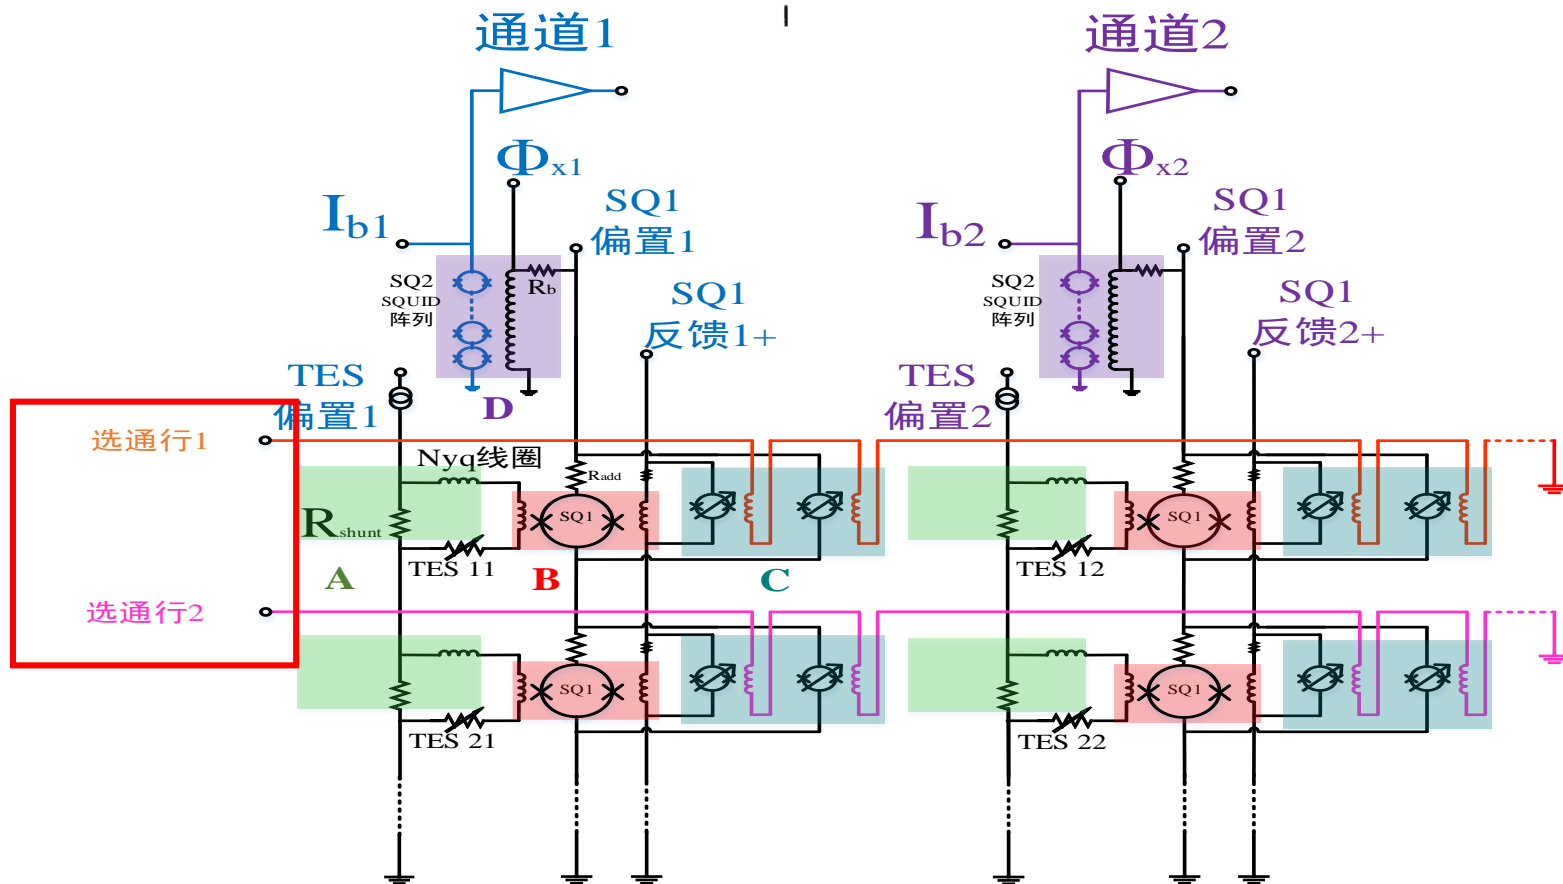 通道1
通道2
Φx1
Φx2
Ib1
SQ1
偏置1
Ib2
SQ1
偏置2
SQ2
SQUID
阵列
Rb
SQ1
反馈1+
SQ2
SQUID
阵列
SQ1
反馈2+
TES
偏置1
D
TES
偏置2
选通行1
Nyq线圈
Radd
Rshunt
SQ1
SQ1
TES 11
TES 12
A
B
C
选通行2
SQ1
SQ1
TES 21
TES 22